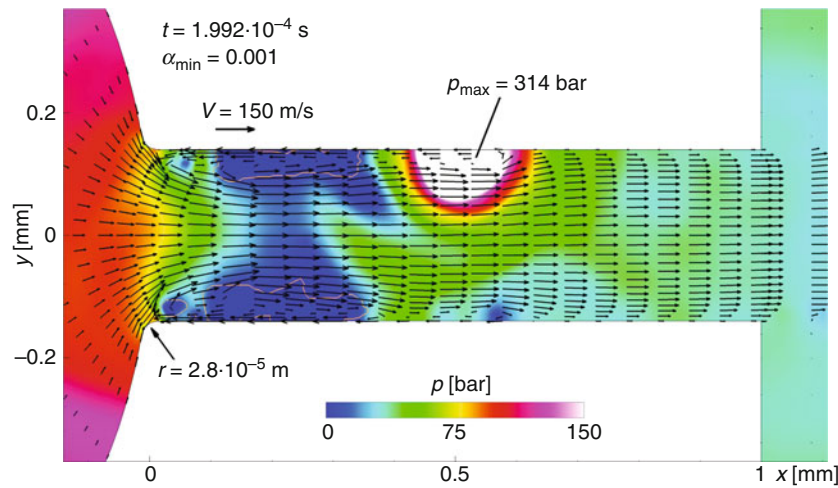 t = 1.992·10⁻⁴ s
α_min = 0.001
V = 150 m/s
p_max = 314 bar
0.2
0
–0.2
y [mm]
r = 2.8·10⁻⁵ m
p [bar]
0 75 150
0 0.5 1 x [mm]